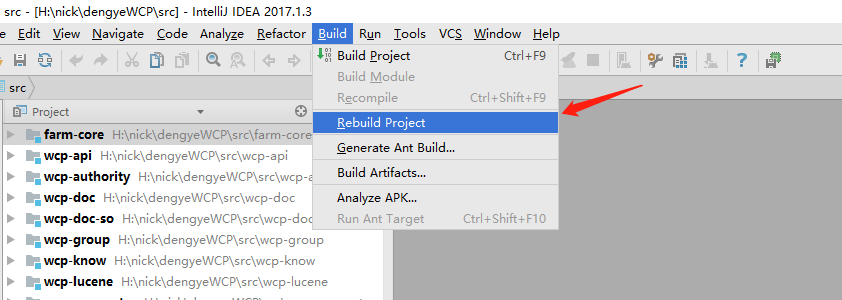 src - [H:\nick\dengyeWCP\src] - IntelliJ IDEA 2017.1.3
Edit View Navigate Code Analyze Refactor Build Run Tools VCS Window Help
src
Project
farm-core H:\nick\dengyeWCP\src\farm-core
wcp-api H:\nick\dengyeWCP\src\wcp-api
wcp-authority H:\nick\dengyeWCP\src\wcp-a
wcp-doc H:\nick\dengyeWCP\src\wcp-doc
wcp-doc-so H:\nick\dengyeWCP\src\wcp-d
wcp-group H:\nick\dengyeWCP\src\wcp-group
wcp-know H:\nick\dengyeWCP\src\wcp-know
wcp-lucene H:\nick\dengyeWCP\src\wcp-lucene
Build Project Ctrl+F9
Build Module
Recompile Ctrl+Shift+F9
Rebuild Project
Generate Ant Build...
Build Artifacts...
Analyze APK...
Run Ant Target Ctrl+Shift+F10